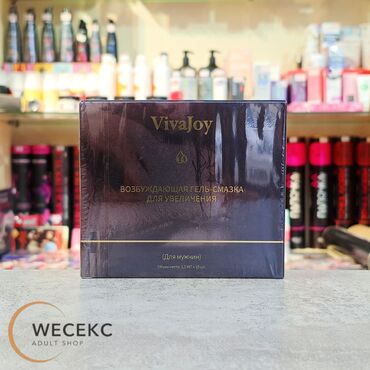 VivaJoy
ВОЗБУЖДАЮЩАЯ ГЕЛЬ-СМАЗКА
ДЛЯ УВЕЛИЧЕНИЯ
(Для мужчин)
WECEKC
ADULT SHOP